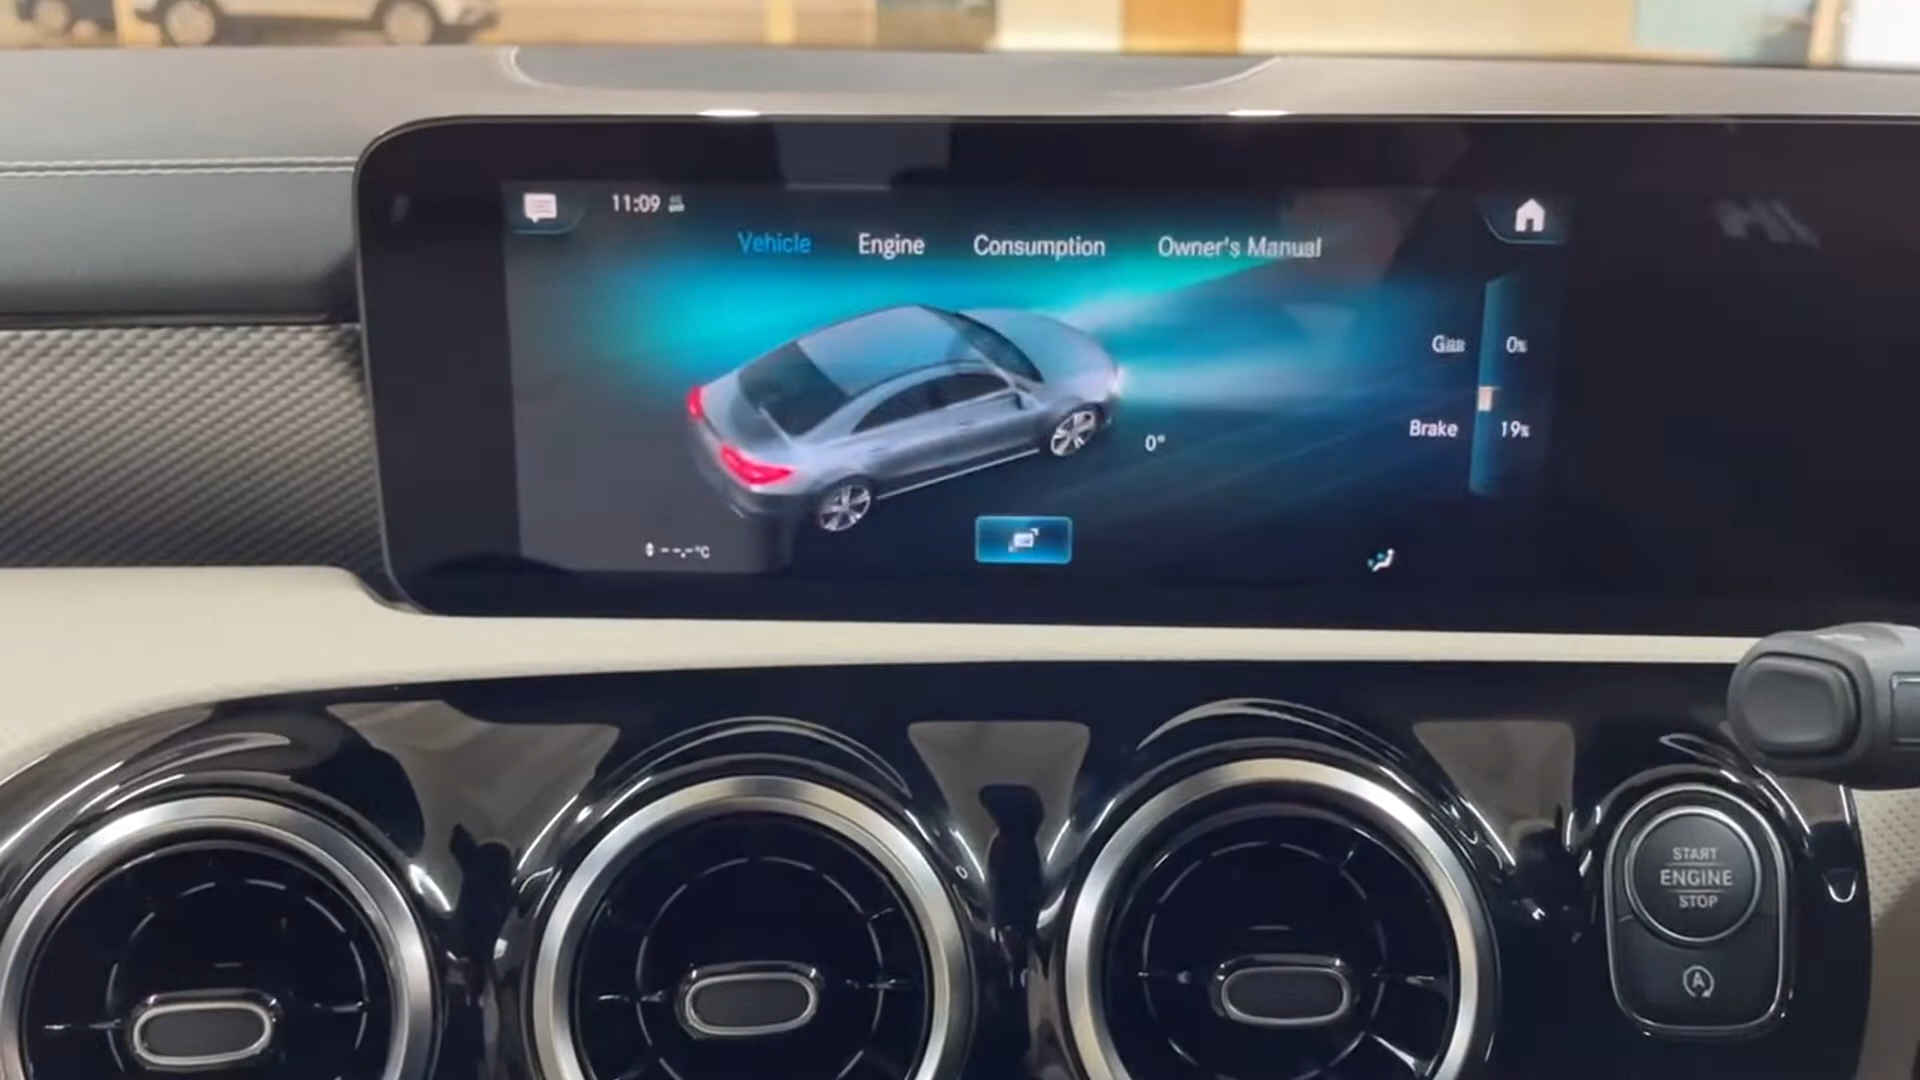 11:09
Vehicle Engine Consumption Owner's Manual
Gas 0%
Brake 19%
0°
--.-°C
START
ENGINE
STOP
A